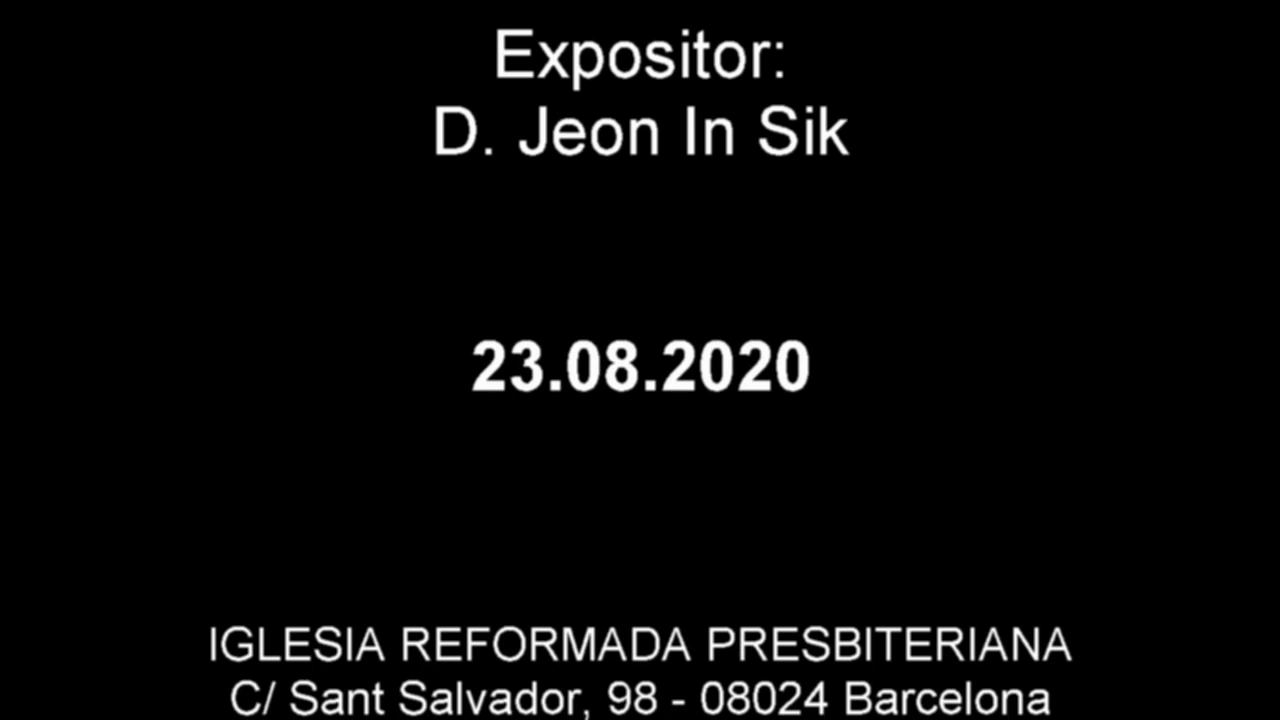 Expositor:
D. Jeon In Sik
23.08.2020
IGLESIA REFORMADA PRESBITERIANA
C/ Sant Salvador, 98 - 08024 Barcelona